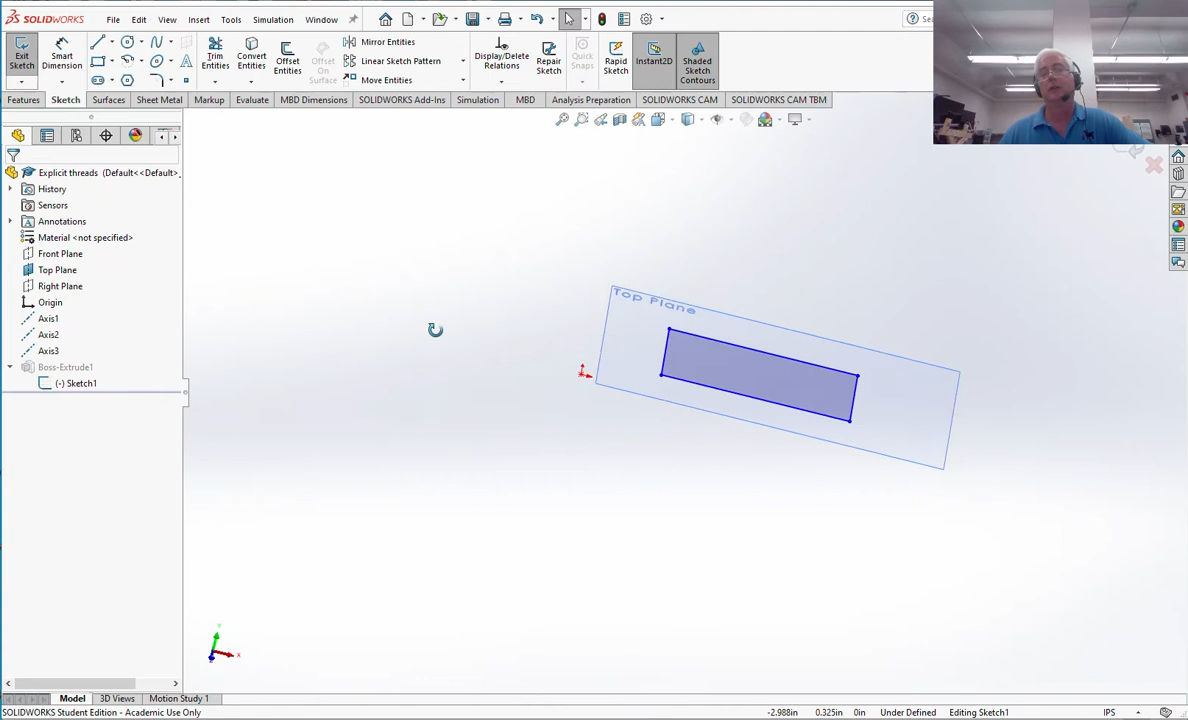 SOLIDWORKS File Edit View Insert Tools Simulation Window Sea
Exit Sketch
Smart Dimension
Trim Entities
Convert Entities
Offset Entities
Offset On Surface
Mirror Entities
Linear Sketch Pattern
Move Entities
Display/Delete Relations
Repair Sketch
Quick Snaps
Rapid Sketch
Instant2D
Shaded Sketch Contours
Features Sketch Surfaces Sheet Metal Markup Evaluate MBD Dimensions SOLIDWORKS Add-Ins Simulation MBD Analysis Preparation SOLIDWORKS CAM SOLIDWORKS CAM TBM
Explicit threads (Default<<Default>_
History
Sensors
Annotations
Material <not specified>
Front Plane
Top Plane
Right Plane
Origin
Axis1
Axis2
Axis3
Boss-Extrude1
(-) Sketch1
Top Plane
Y
X
Model 3D Views Motion Study 1
SOLIDWORKS Student Edition - Academic Use Only -2.988in 0.325in 0in Under Defined Editing Sketch1 IPS